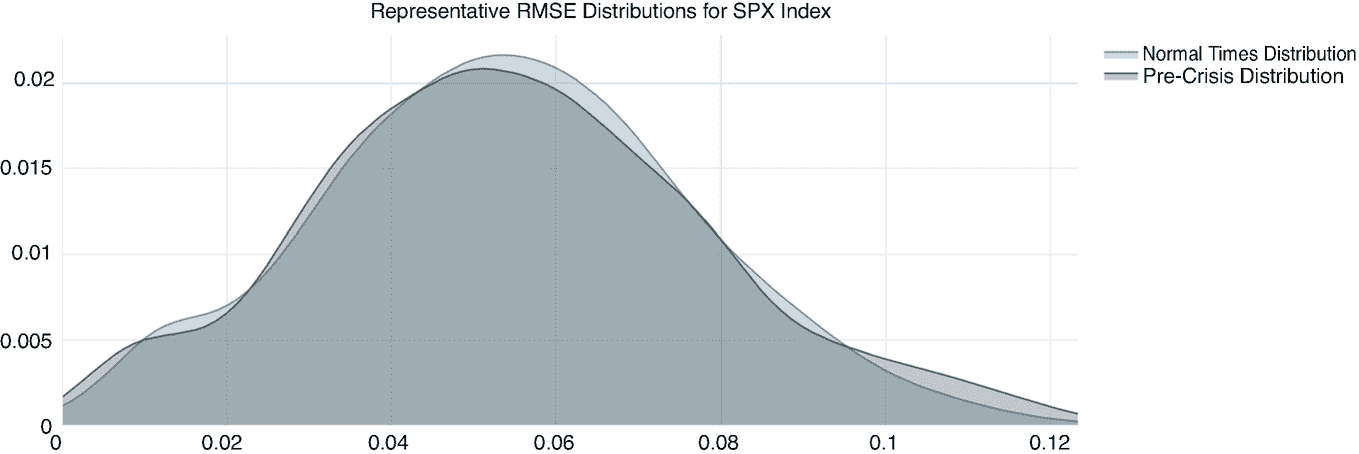 Representative RMSE Distributions for SPX Index
Normal Times Distribution
Pre-Crisis Distribution
0.02
0.015
0.01
0.005
0
0 0.02 0.04 0.06 0.08 0.1 0.12